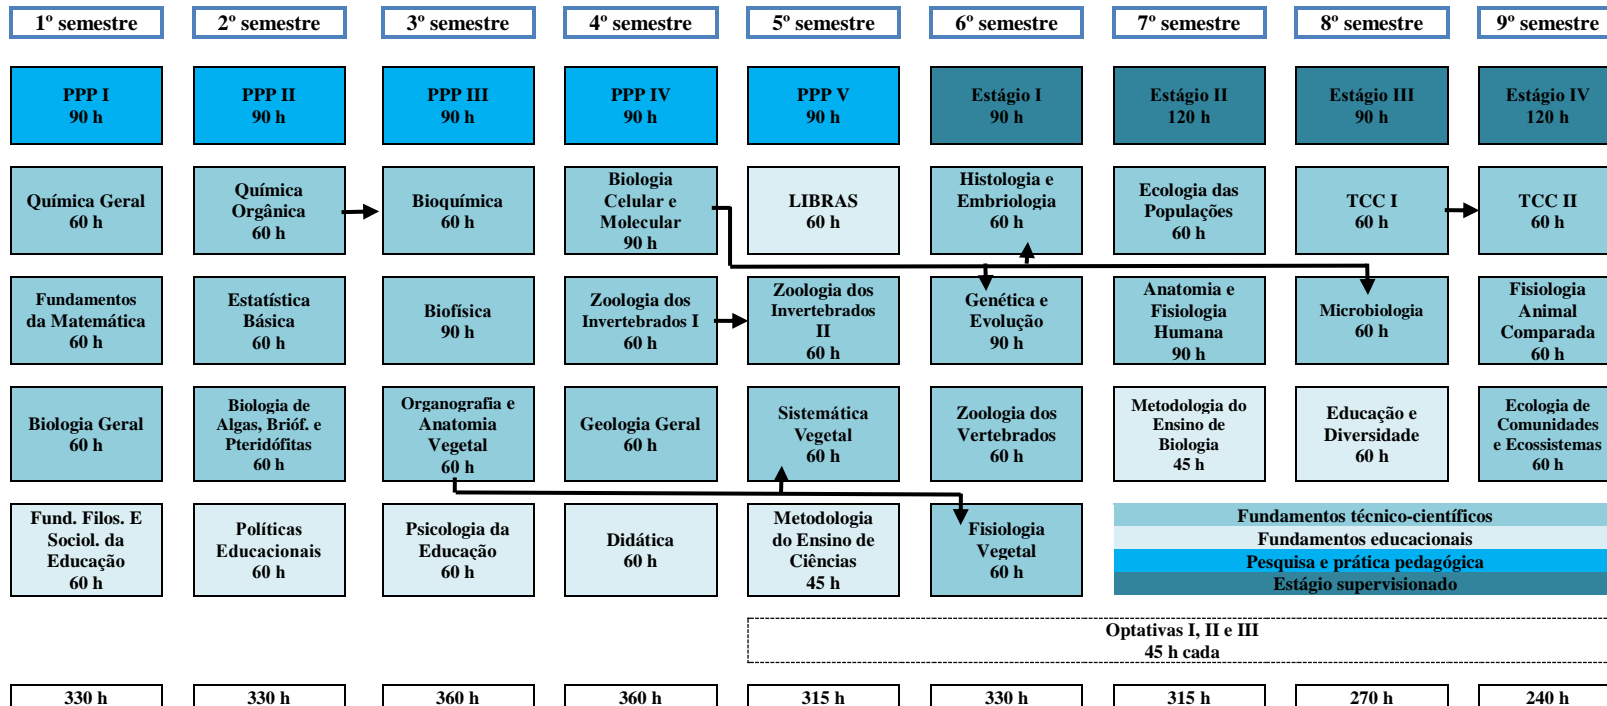 1º semestre
2º semestre
3º semestre
4º semestre
5º semestre
6º semestre
7º semestre
8º semestre
9º semestre
PPP I
90 h
PPP II
90 h
PPP III
90 h
PPP IV
90 h
PPP V
90 h
Estágio I
90 h
Estágio II
120 h
Estágio III
90 h
Estágio IV
120 h
Química Geral
60 h
Química
Orgânica
60 h
Bioquímica
60 h
Biologia
Celular e
Molecular
90 h
LIBRAS
60 h
Histologia e
Embriologia
60 h
Ecologia das
Populações
60 h
TCC I
60 h
TCC II
60 h
Fundamentos
da Matemática
60 h
Estatística
Básica
60 h
Biofísica
90 h
Zoologia dos
Invertebrados I
60 h
Zoologia dos
Invertebrados
II
60 h
Genética e
Evolução
90 h
Anatomia e
Fisiologia
Humana
90 h
Microbiologia
60 h
Fisiologia
Animal
Comparada
60 h
Biologia Geral
60 h
Biologia de
Algas, Brióf. e
Pteridófitas
60 h
Organografia e
Anatomia
Vegetal
60 h
Geologia Geral
60 h
Sistemática
Vegetal
60 h
Zoologia dos
Vertebrados
60 h
Metodologia do
Ensino de
Biologia
45 h
Educação e
Diversidade
60 h
Ecologia de
Comunidades
e Ecossistemas
60 h
Fund. Filos. E
Sociol. da
Educação
60 h
Políticas
Educacionais
60 h
Psicologia da
Educação
60 h
Didática
60 h
Metodologia
do Ensino de
Ciências
45 h
Fisiologia
Vegetal
60 h
Fundamentos técnico-científicos
Fundamentos educacionais
Pesquisa e prática pedagógica
Estágio supervisionado
Optativas I, II e III
45 h cada
330 h
330 h
360 h
360 h
315 h
330 h
315 h
270 h
240 h